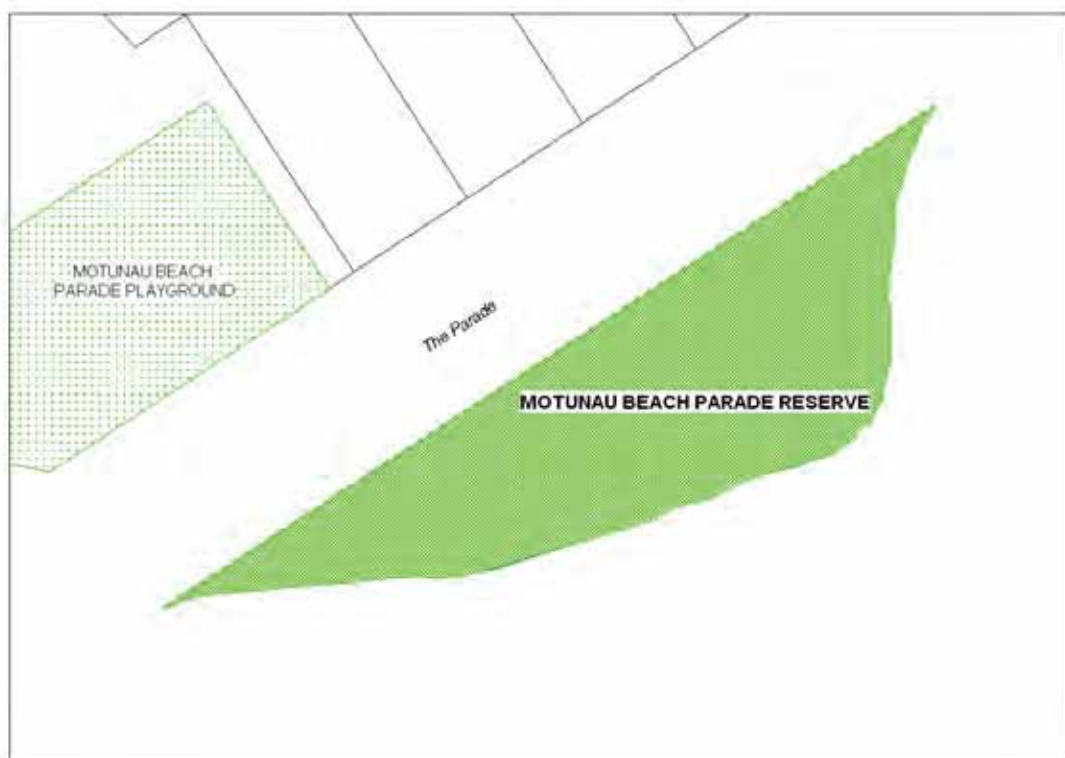 MOTUNAU BEACH
PARADE PLAYGROUND
The Parade
MOTUNAU BEACH PARADE RESERVE